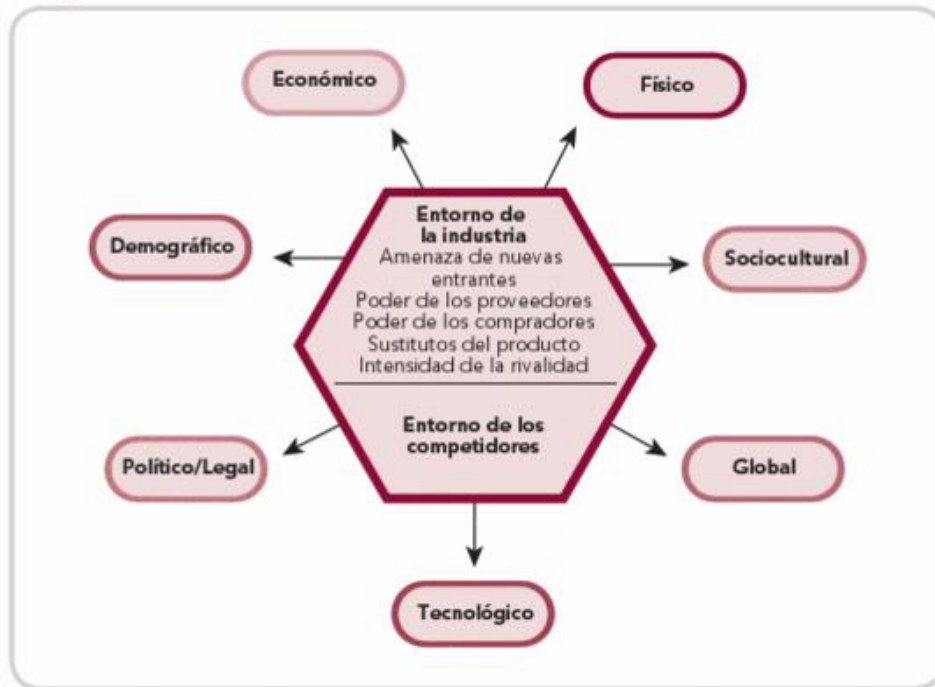 Económico
Físico
Demográfico
Entorno de
la industria
Amenaza de nuevas
entrantes
Poder de los proveedores
Poder de los compradores
Sustitutos del producto
Intensidad de la rivalidad
Sociocultural
Entorno de los
competidores
Político/Legal
Global
Tecnológico